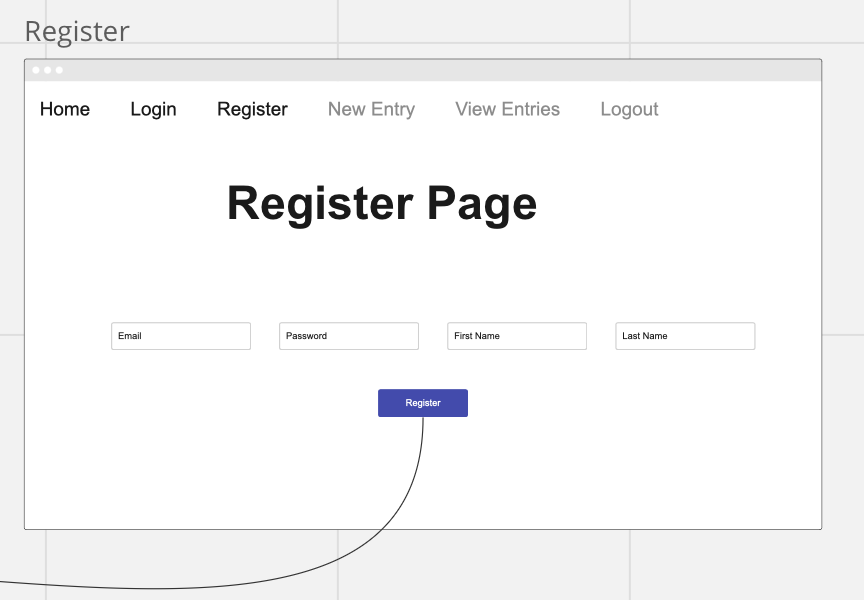 Register
Home Login Register New Entry View Entries Logout
Register Page
Email Password First Name Last Name
Register